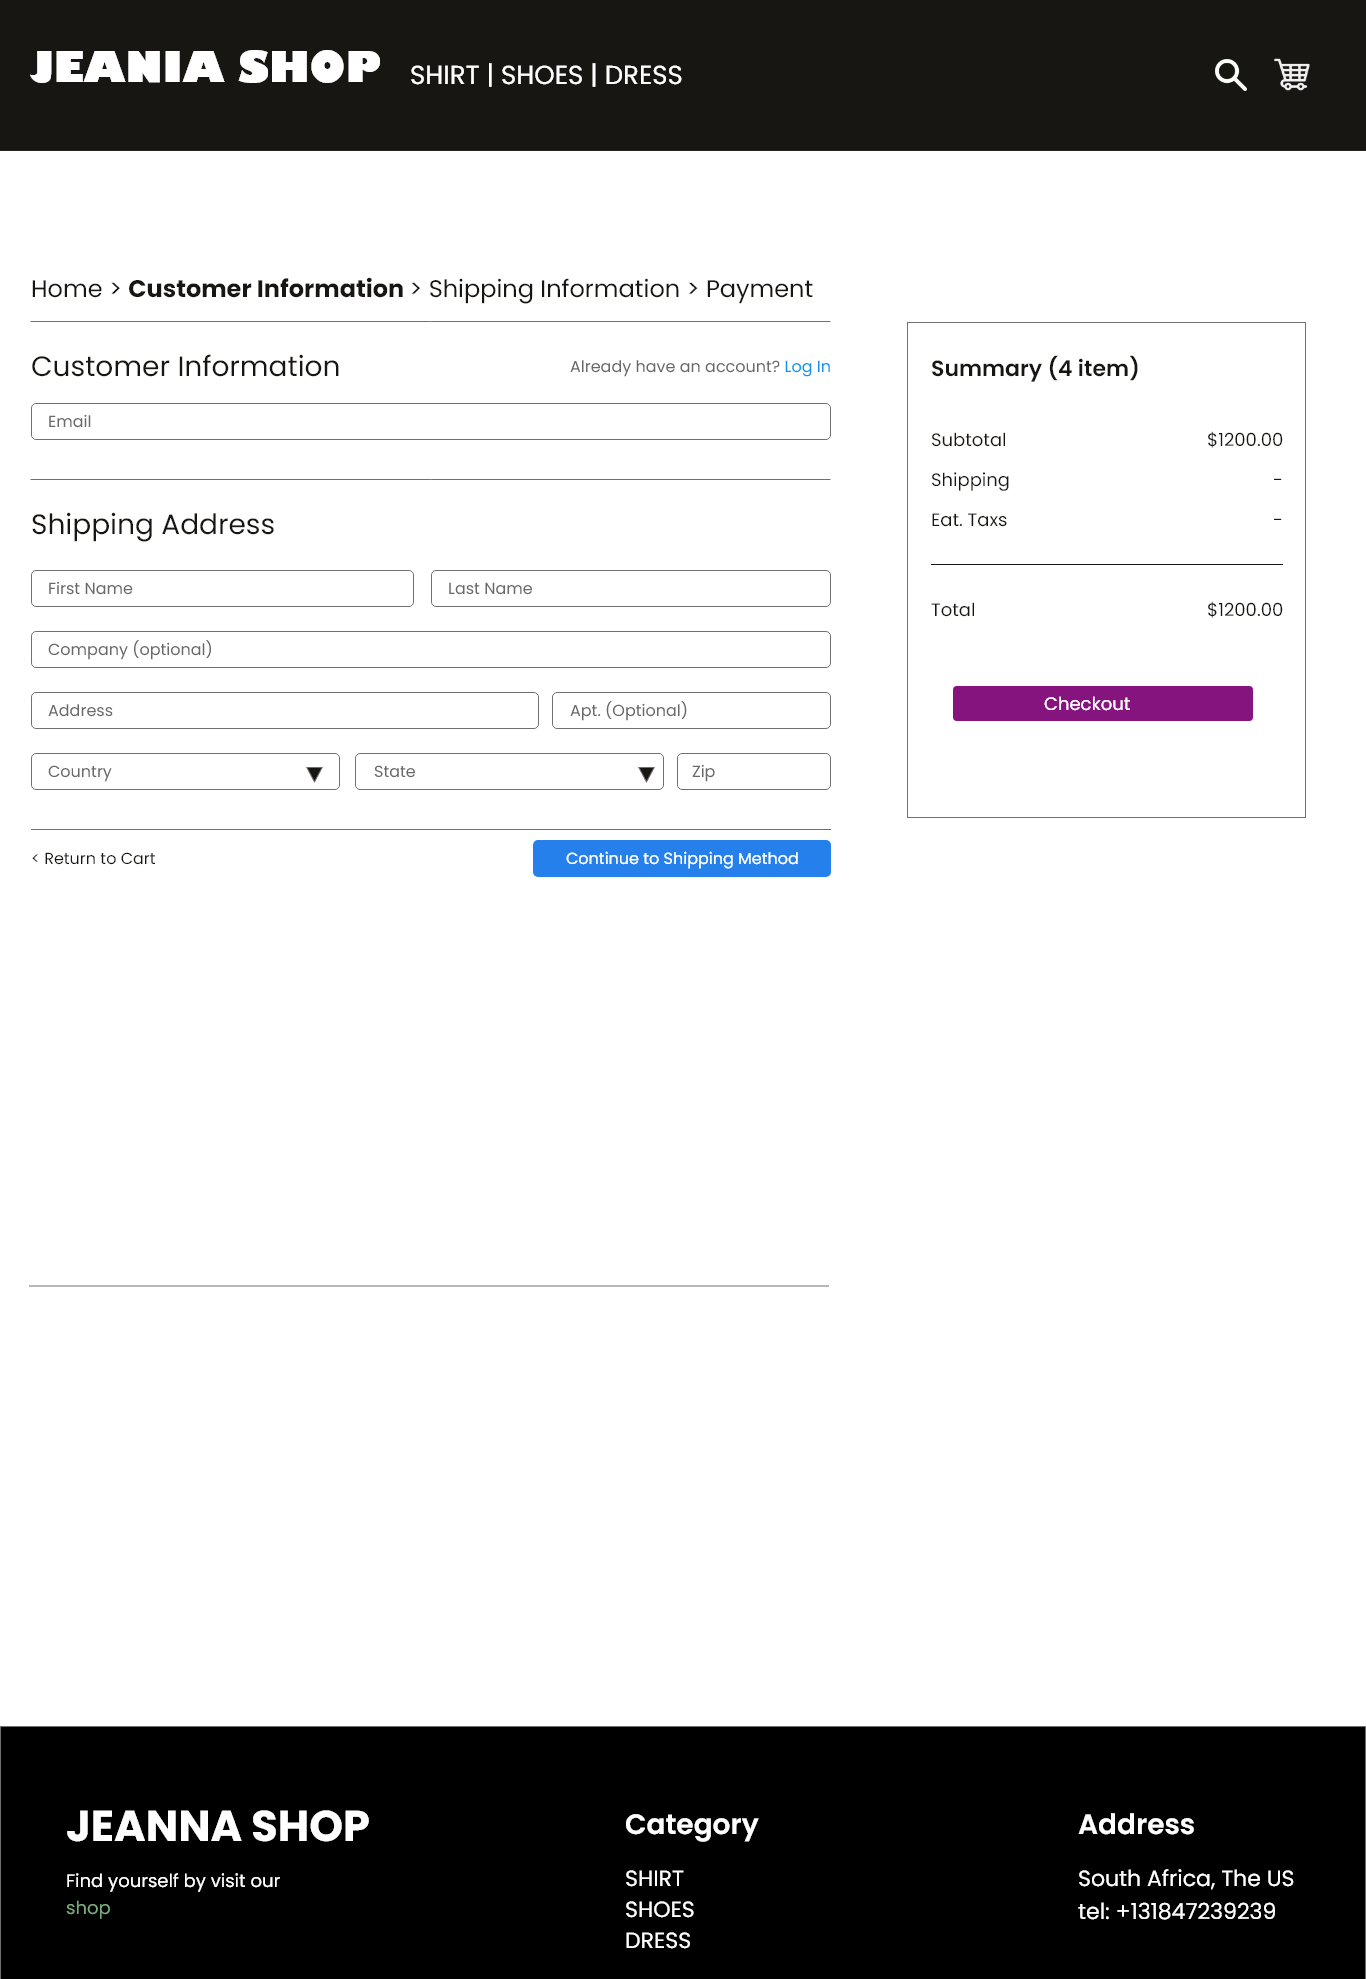 JEANIA SHOP
SHIRT | SHOES | DRESS
Home > Customer Information > Shipping Information > Payment
Customer Information
Already have an account? Log In
Email
Shipping Address
First Name
Last Name
Company (optional)
Address
Apt. (Optional)
Country
State
Zip
< Return to Cart
Continue to Shipping Method
Summary (4 item)
Subtotal
$1200.00
Shipping
-
Eat. Taxs
-
Total
$1200.00
Checkout
JEANNA SHOP
Find yourself by visit our
shop
Category
SHIRT
SHOES
DRESS
Address
South Africa, The US
tel: +131847239239